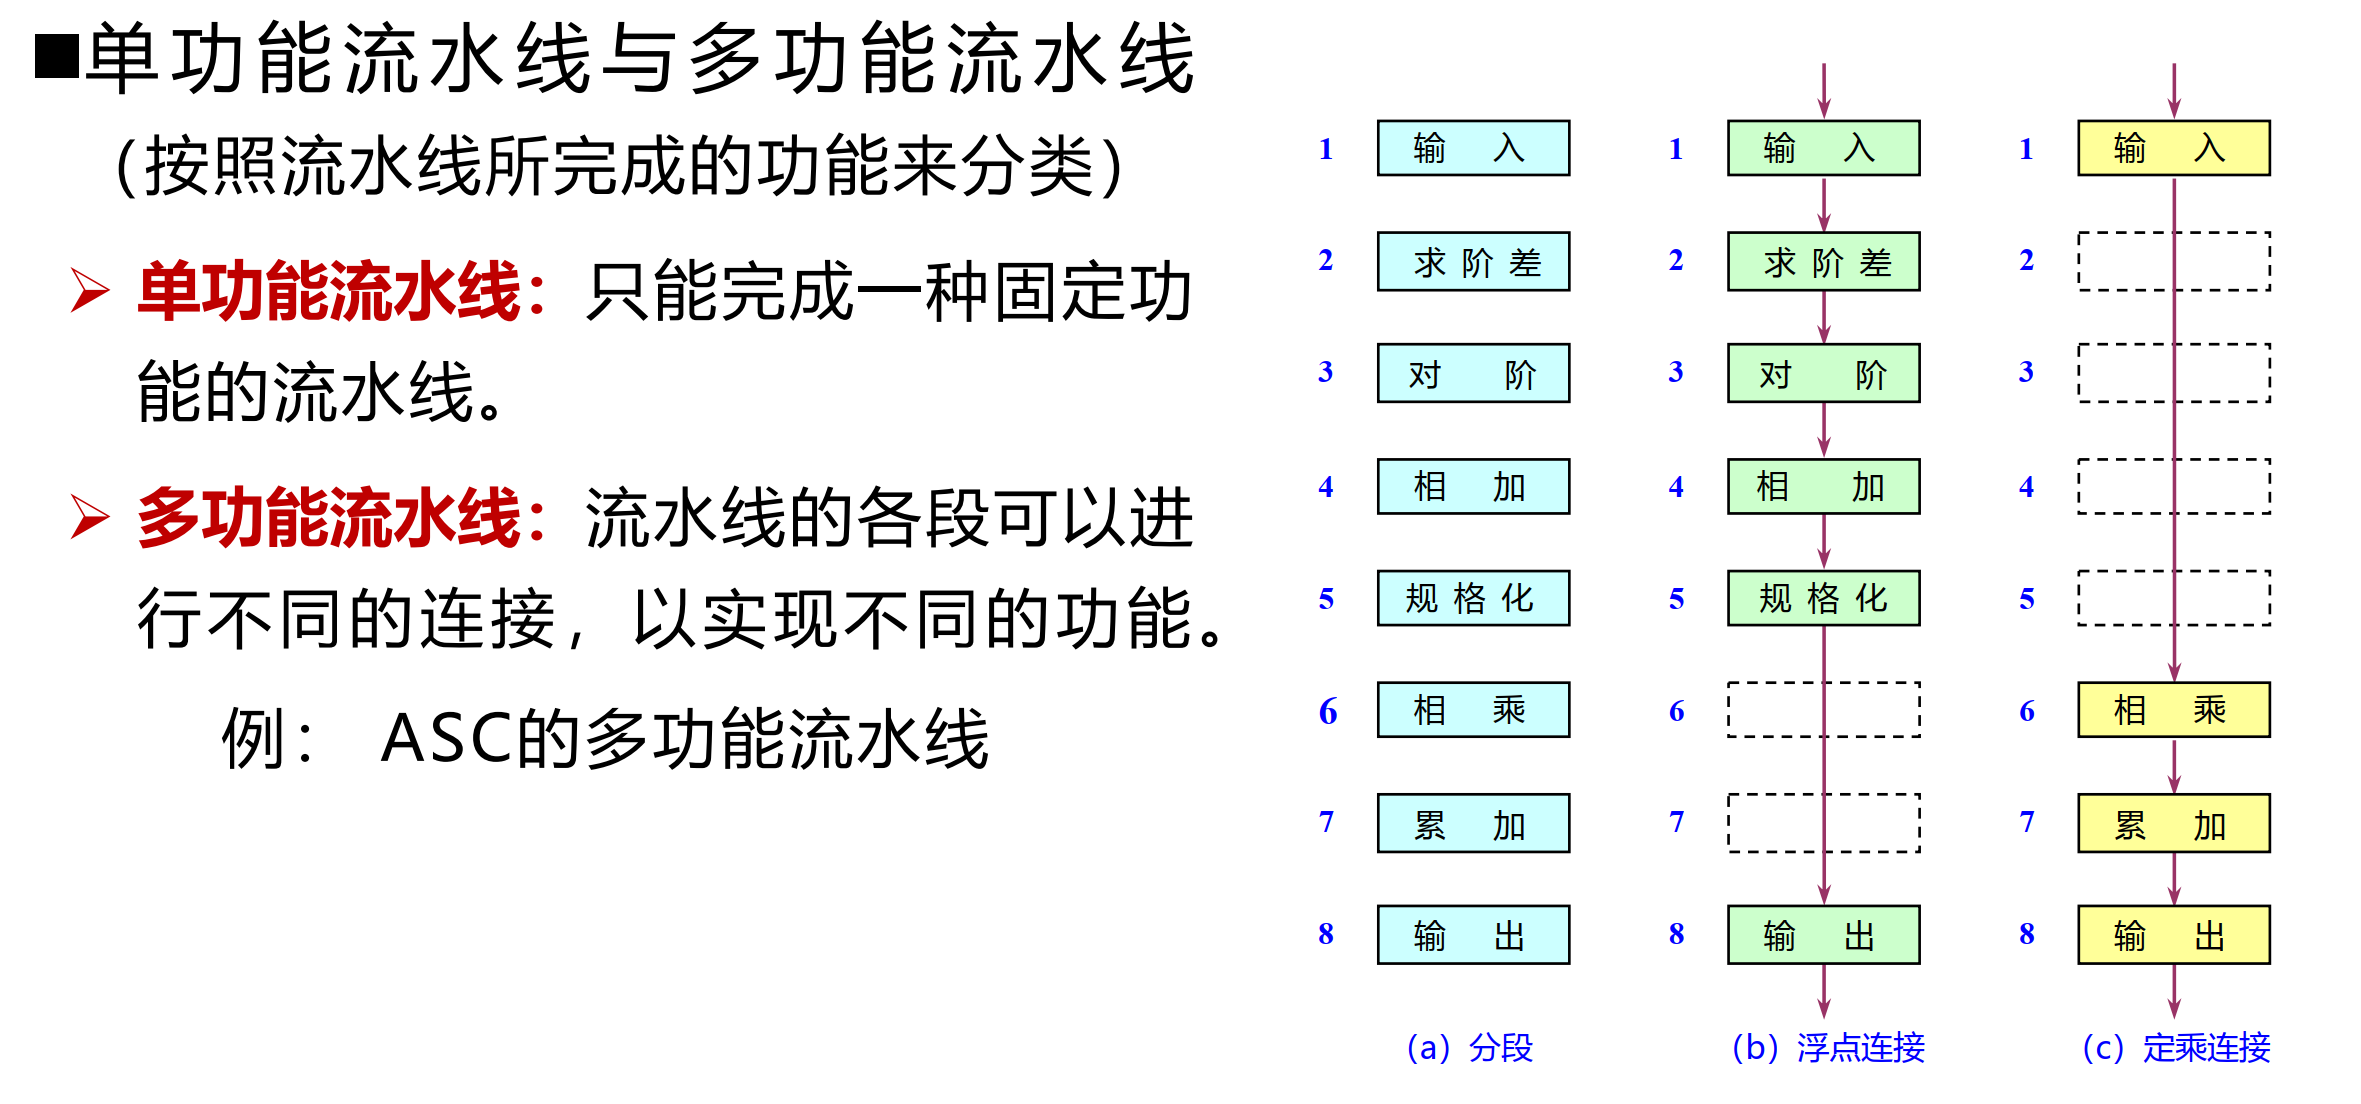 ■单功能流水线与多功能流水线
（按照流水线所完成的功能来分类）
➢ 单功能流水线：只能完成一种固定功
能的流水线。
➢ 多功能流水线：流水线的各段可以进
行不同的连接，以实现不同的功能。
例： ASC的多功能流水线
1 输 入
2 求 阶 差
3 对 阶
4 相 加
5 规 格 化
6 相 乘
7 累 加
8 输 出
（a）分段
1 输 入
2 求 阶 差
3 对 阶
4 相 加
5 规 格 化
6
7
8 输 出
（b）浮点连接
1 输 入
2
3
4
5
6 相 乘
7 累 加
8 输 出
（c）定乘连接